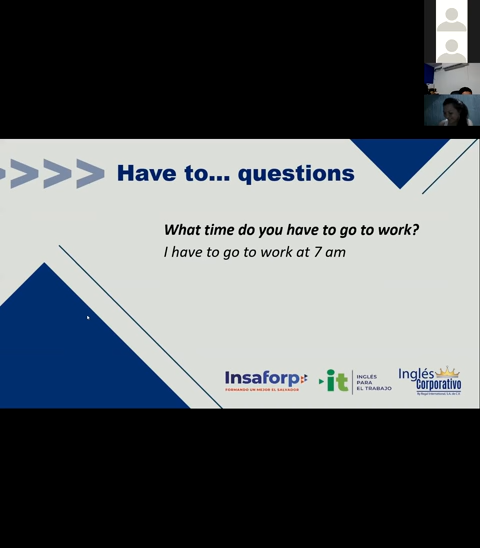 Have to... questions
What time do you have to go to work?
I have to go to work at 7 am
Insaforp
FORMANDO UN MEJOR EL SALVADOR
it
INGLÉS
PARA
EL TRABAJO
Inglés
Corporativo